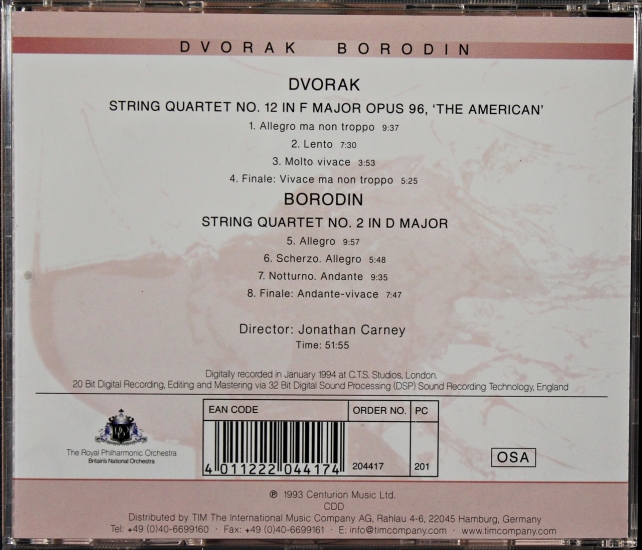 DVORAK BORODIN
DVORAK
STRING QUARTET NO. 12 IN F MAJOR OPUS 96, 'THE AMERICAN'
1. Allegro ma non troppo 9:37
2. Lento 7:30
3. Molto vivace 3:53
4. Finale: Vivace ma non troppo 5:25
BORODIN
STRING QUARTET NO. 2 IN D MAJOR
5. Allegro 9:57
6. Scherzo. Allegro 5:48
7. Notturno. Andante 9:35
8. Finale: Andante-vivace 7:47
Director: Jonathan Carney
Time: 51:55
Digitally recorded in January 1994 at C.T.S. Studios, London.
20 Bit Digital Recording, Editing and Mastering via 32 Bit Digital Sound Processing (DSP) Sound Recording Technology, England
The Royal Philharmonic Orchestra
Britain's National Orchestra
EAN CODE ORDER NO. PC
4 011222 044174 204417 201
OSA
℗ 1993 Centurion Music Ltd.
CDD
Distributed by TIM The International Music Company AG, Rahlau 4-6, 22045 Hamburg, Germany
Tel: +49 (0)40-6699160 · Fax: +49 (0)40-6699161 · E: info@timcompany.com · www.timcompany.com